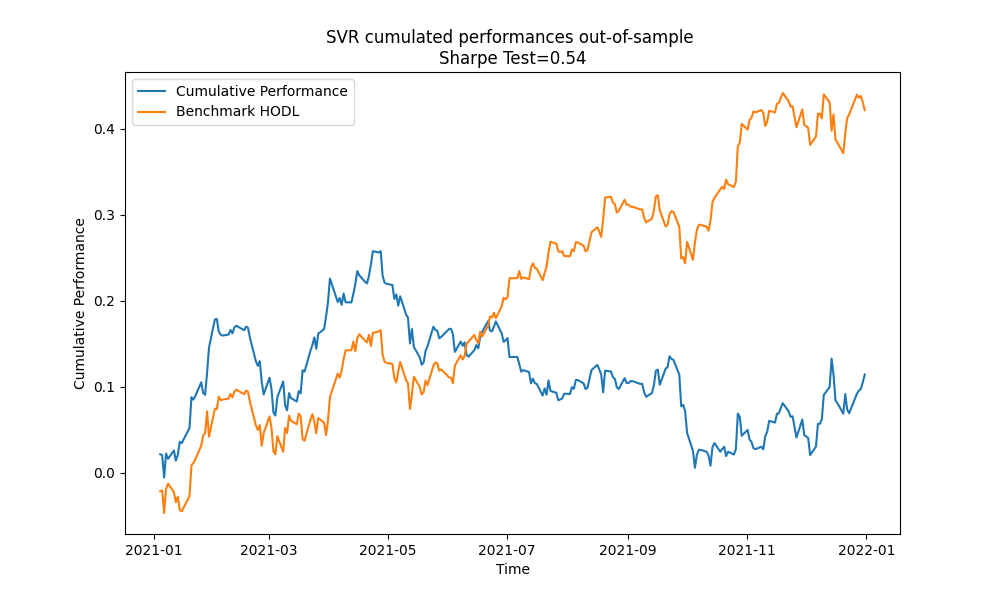 SVR cumulated performances out-of-sample
Sharpe Test=0.54
Cumulative Performance
Benchmark HODL
Cumulative Performance
0.4
0.3
0.2
0.1
0.0
2021-01
2021-03
2021-05
2021-07
2021-09
2021-11
2022-01
Time